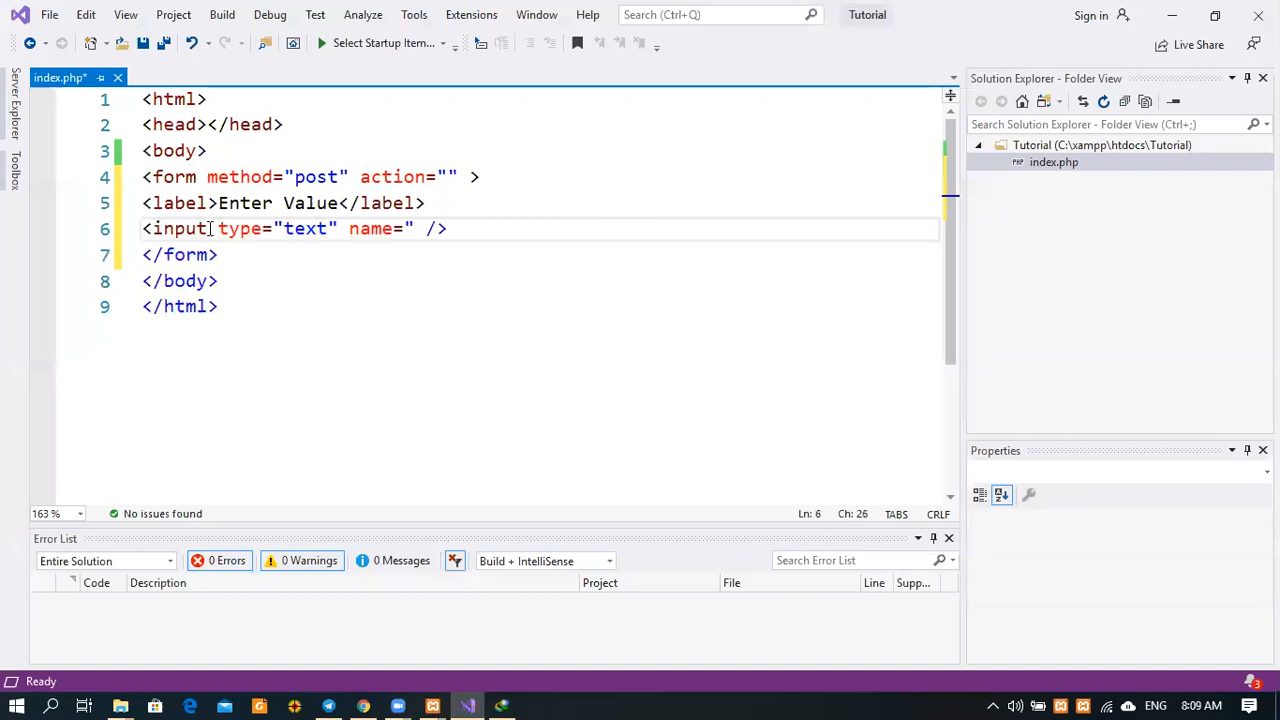 File Edit View Project Build Debug Test Analyze Tools Extensions Window Help Search (Ctrl+Q) Tutorial Sign in
Select Startup Item... Live Share
Server Explorer
Toolbox
index.php*
1 <html>
2 <head></head>
3 <body>
4 <form method="post" action="" >
5 <label>Enter Value</label>
6 <input type="text" name=" />
7 </form>
8 </body>
9 </html>
163 % No issues found Ln: 6 Ch: 26 TABS CRLF
Solution Explorer - Folder View
Search Solution Explorer - Folder View (Ctrl+;)
Tutorial (C:\xampp\htdocs\Tutorial)
PHP index.php
Properties
Error List
Entire Solution 0 Errors 0 Warnings 0 Messages Build + IntelliSense Search Error List
Code Description Project File Line Supp...
Ready 3
ENG 8:09 AM